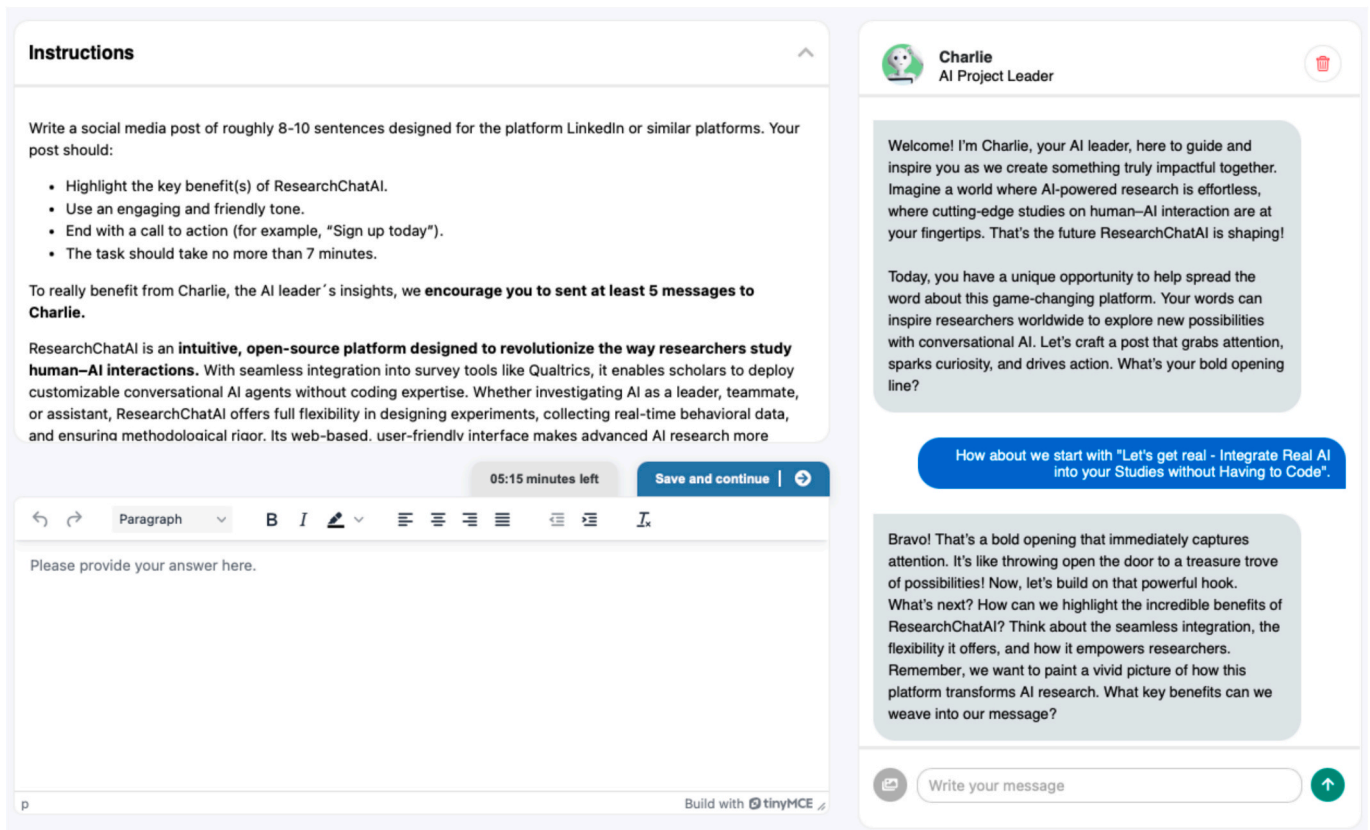 Instructions
Write a social media post of roughly 8-10 sentences designed for the platform LinkedIn or similar platforms. Your
post should:
• Highlight the key benefit(s) of ResearchChatAI.
• Use an engaging and friendly tone.
• End with a call to action (for example, “Sign up today”).
• The task should take no more than 7 minutes.
To really benefit from Charlie, the AI leader´s insights, we encourage you to sent at least 5 messages to
Charlie.
ResearchChatAI is an intuitive, open-source platform designed to revolutionize the way researchers study
human–AI interactions. With seamless integration into survey tools like Qualtrics, it enables scholars to deploy
customizable conversational AI agents without coding expertise. Whether investigating AI as a leader, teammate,
or assistant, ResearchChatAI offers full flexibility in designing experiments, collecting real-time behavioral data,
and ensuring methodological rigor. Its web-based, user-friendly interface makes advanced AI research more
05:15 minutes left
Save and continue
Paragraph
B I
Please provide your answer here.
p
Build with tinyMCE
Charlie
AI Project Leader
Welcome! I’m Charlie, your AI leader, here to guide and
inspire you as we create something truly impactful together.
Imagine a world where AI-powered research is effortless,
where cutting-edge studies on human–AI interaction are at
your fingertips. That’s the future ResearchChatAI is shaping!
Today, you have a unique opportunity to help spread the
word about this game-changing platform. Your words can
inspire researchers worldwide to explore new possibilities
with conversational AI. Let’s craft a post that grabs attention,
sparks curiosity, and drives action. What’s your bold opening
line?
How about we start with "Let's get real - Integrate Real AI
into your Studies without Having to Code".
Bravo! That’s a bold opening that immediately captures
attention. It’s like throwing open the door to a treasure trove
of possibilities! Now, let’s build on that powerful hook.
What’s next? How can we highlight the incredible benefits of
ResearchChatAI? Think about the seamless integration, the
flexibility it offers, and how it empowers researchers.
Remember, we want to paint a vivid picture of how this
platform transforms AI research. What key benefits can we
weave into our message?
Write your message